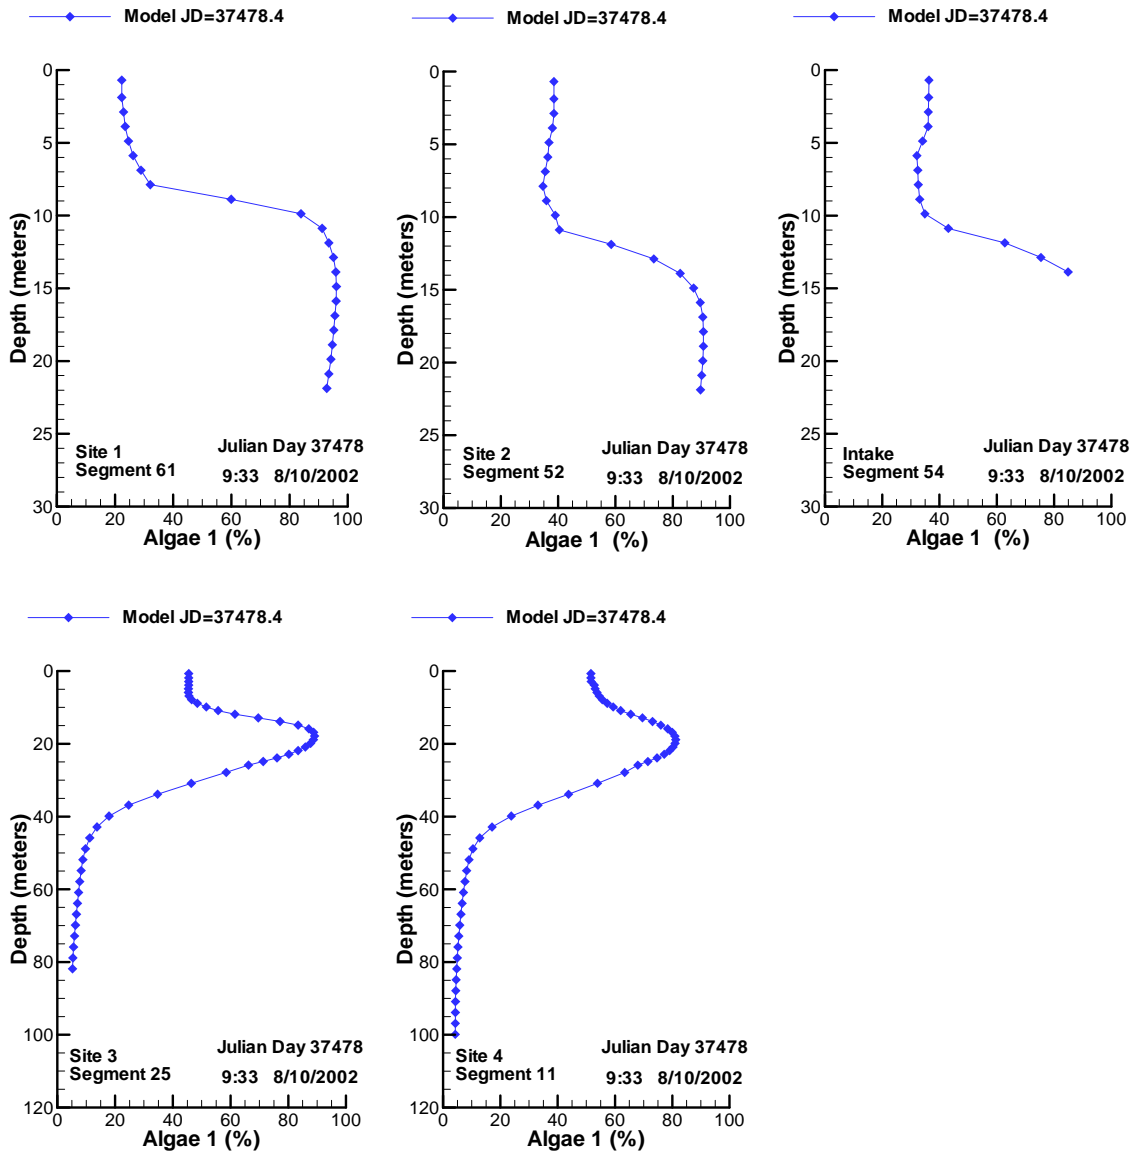 Model JD=37478.4
0
5
10
15
20
25
30
0
20
40
60
80
100
Depth (meters)
Algae 1 (%)
Site 1
Segment 61
Julian Day 37478
9:33 8/10/2002
Model JD=37478.4
0
5
10
15
20
25
30
0
20
40
60
80
100
Depth (meters)
Algae 1 (%)
Site 2
Segment 52
Julian Day 37478
9:33 8/10/2002
Model JD=37478.4
0
5
10
15
20
25
30
0
20
40
60
80
100
Depth (meters)
Algae 1 (%)
Intake
Segment 54
Julian Day 37478
9:33 8/10/2002
Model JD=37478.4
0
20
40
60
80
100
120
0
20
40
60
80
100
Depth (meters)
Algae 1 (%)
Site 3
Segment 25
Julian Day 37478
9:33 8/10/2002
Model JD=37478.4
0
20
40
60
80
100
120
0
20
40
60
80
100
Depth (meters)
Algae 1 (%)
Site 4
Segment 11
Julian Day 37478
9:33 8/10/2002